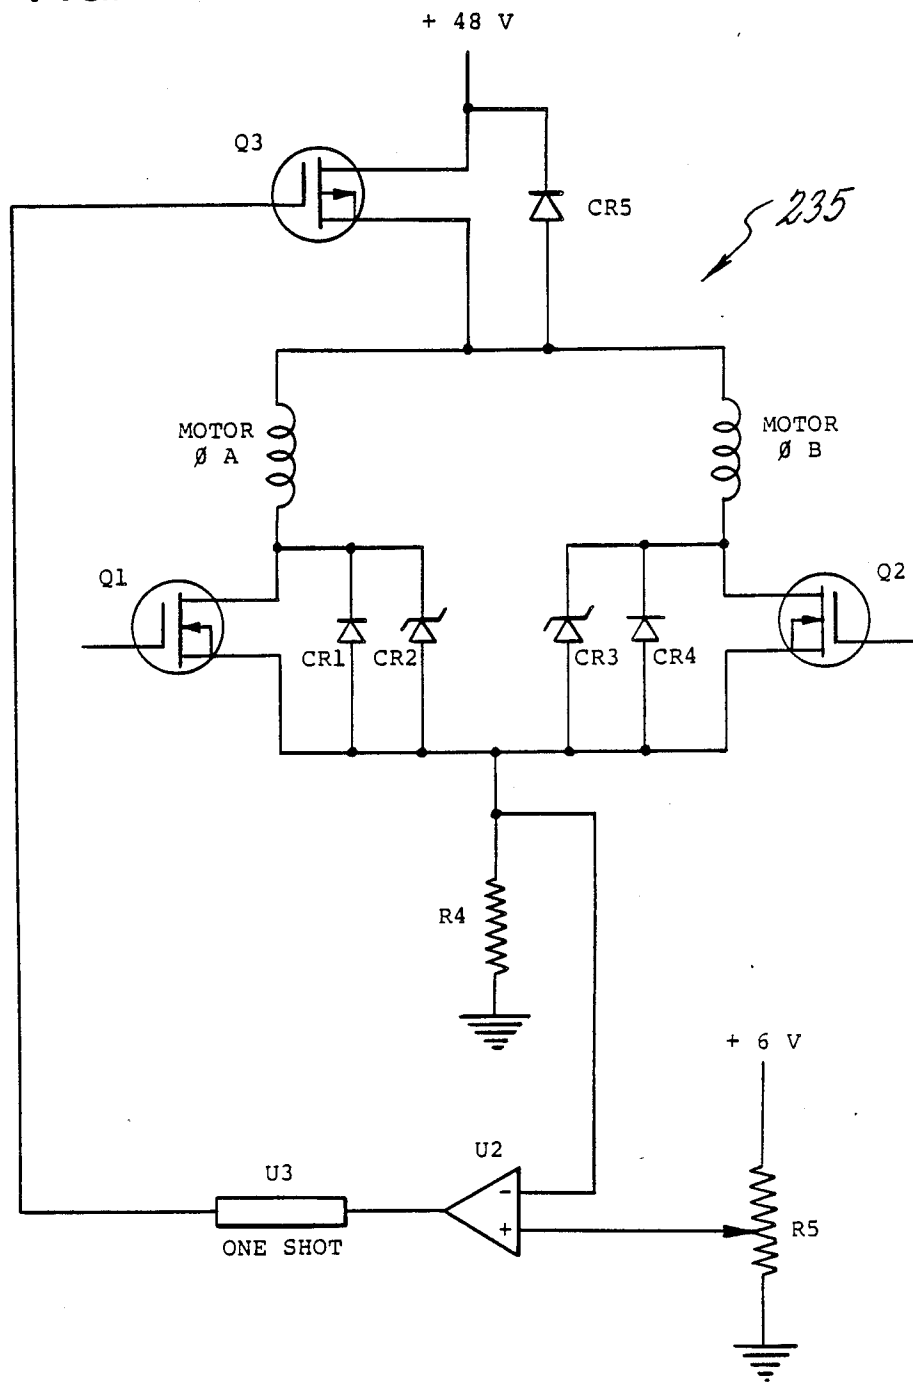 + 48 V
Q3
CR5
235
MOTOR
Ø A
MOTOR
Ø B
Q1
Q2
CR1
CR2
CR3
CR4
R4
+ 6 V
U2
U3
-
+
R5
ONE SHOT